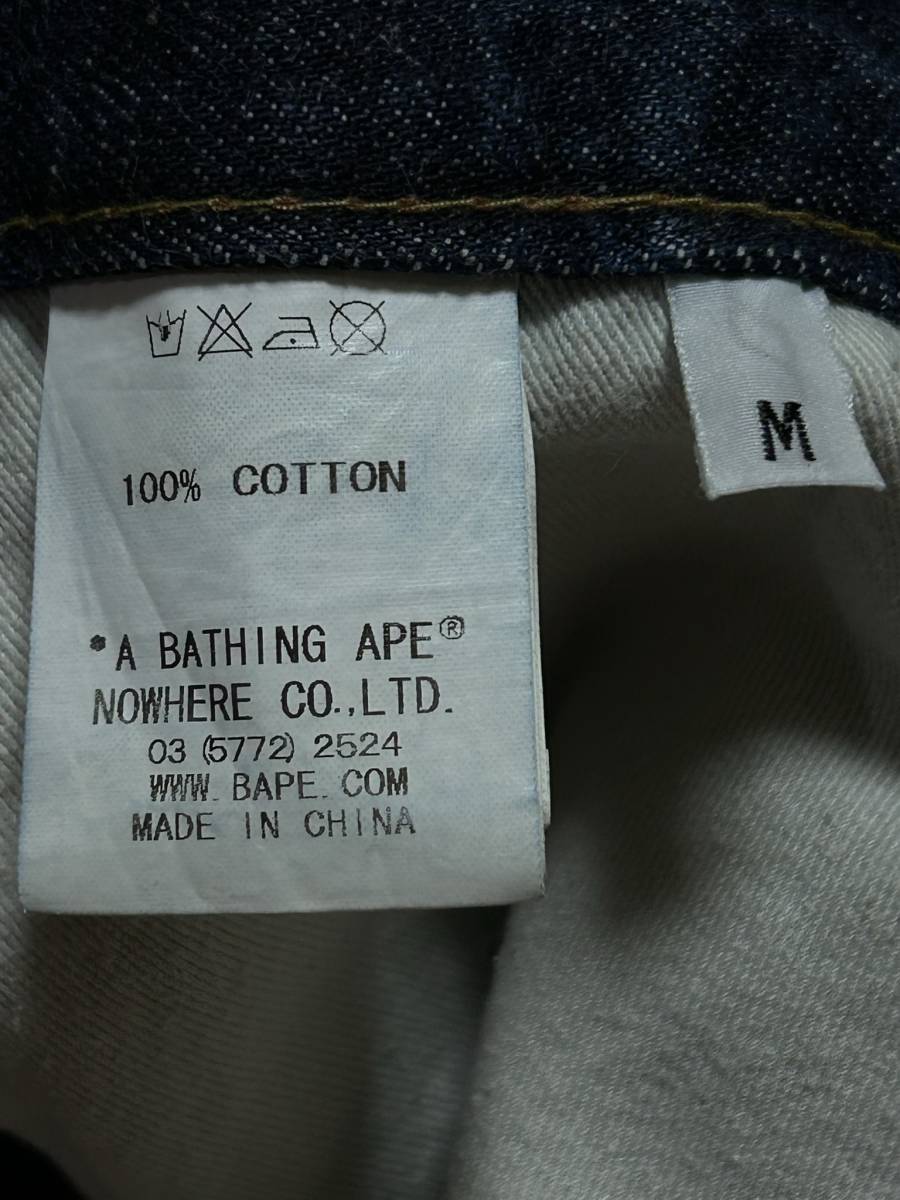 100% COTTON
*A BATHING APE®
NOWHERE CO.,LTD.
03 (5772) 2524
WWW. BAPE. COM
MADE IN CHINA
M